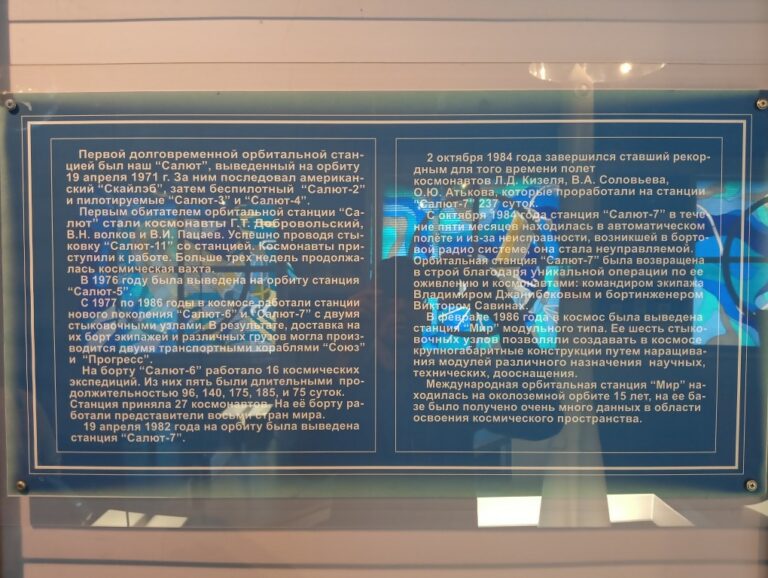 Первой долговременной орбитальной стан-
цией был наш "Салют", выведенный на орбиту
19 апреля 1971 г. За ним последовал американ-
ский "Скайлэб", затем беспилотный "Салют-2"
и пилотируемые "Салют-3" и "Салют-4".
Первым обитателем орбитальной станции "Са-
лют" стали космонавты Г.Т. Добровольский,
В.Н. волков и В.И. Пацаев. Успешно проводя сты-
ковку "Салют-11" со станцией. Космонавты при-
ступили к работе. Больше трех недель продолжа-
лась космическая вахта.
В 1976 году была выведена на орбиту станция
"Салют-5".
С 1977 по 1986 годы в космосе работали станции
нового поколения "Салют-6" и "Салют-7" с двумя
стыковочными узлами. В результате, доставка на
их борт экипажей и различных грузов могла произ-
водится двумя транспортными кораблями "Союз"
и "Прогресс".
На борту "Салют-6" работало 16 космических
экспедиций. Из них пять были длительными про-
должительностью 96, 140, 175, 185, и 75 суток.
Станция приняла 27 космонавтов. На её борту ра-
ботали представители восьми стран мира.
19 апреля 1982 года на орбиту была выведена
станция "Салют-7".
2 октября 1984 года завершился ставший рекор-
дным для того времени полет
космонавтов Л.Д. Кизеля, В.А. Соловьева,
О.Ю. Атькова, которые проработали на станции
"Салют-7" 237 суток.
С октября 1984 года станция "Салют-7" в тече-
ние пяти месяцев находилась в автоматическом
полёте и из-за неисправности, возникшей в борто-
вой радио системе, она стала неуправляемой.
Орбитальная станция "Салют-7" была возвращена
в строй благодаря уникальной операции по ее
оживлению и космонавтами: командиром экипажа
Владимиром Джанибековым и бортинженером
Виктором Савиных.
В феврале 1986 года в космос была выведена
станция "Мир" модульного типа. Ее шесть стыко-
вочных узлов позволили создавать в космосе
крупногабаритные конструкции путем наращива-
ния модулей различного назначения научных,
технических, дооснащения.
Международная орбитальная станция "Мир" на-
ходилась на околоземной орбите 15 лет, на ее ба-
зе было получено очень много данных в области
освоения космического пространства.